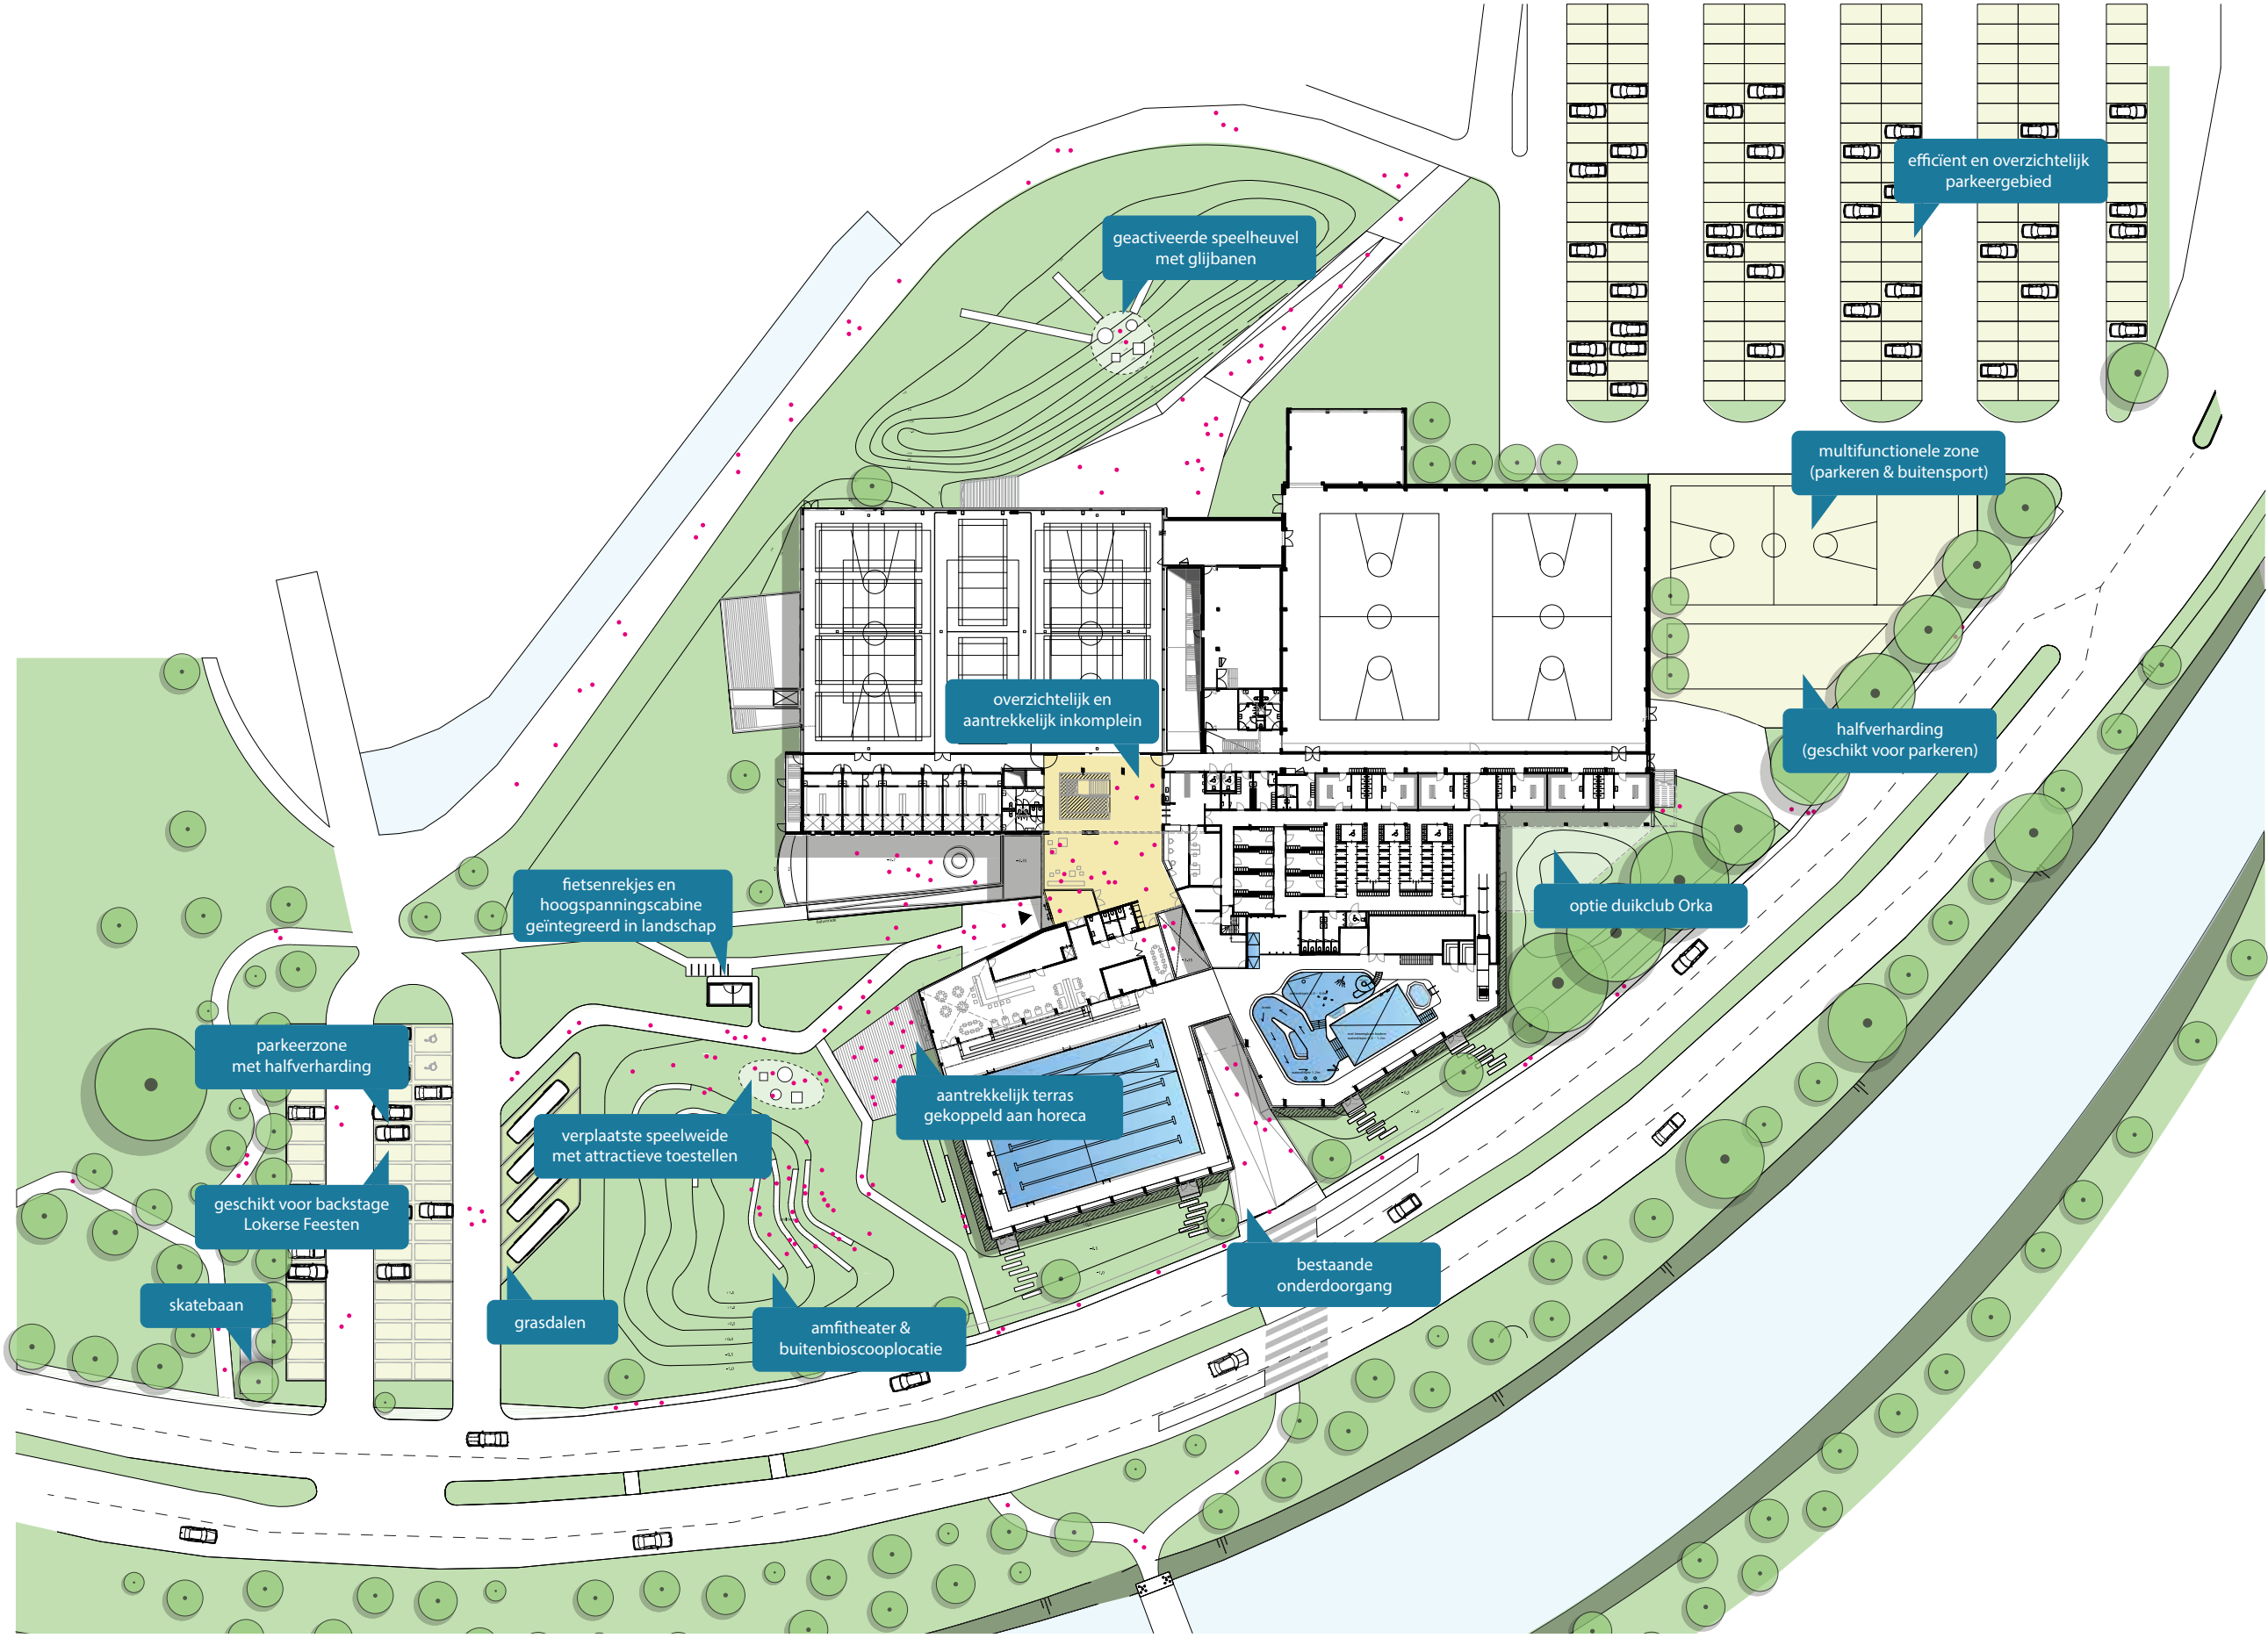 efficïent en overzichtelijk
parkeergebied
geactiveerde speelheuvel
met glijbanen
multifunctionele zone
(parkeren & buitensport)
overzichtelijk en
aantrekkelijk inkomplein
halfverharding
(geschikt voor parkeren)
fietsenrekjes en
hoogspanningscabine
geïntegreerd in landschap
optie duikclub Orka
parkeerzone
met halfverharding
aantrekkelijk terras
gekoppeld aan horeca
verplaatste speelweide
met attractieve toestellen
geschikt voor backstage
Lokerse Feesten
bestaande
onderdoorgang
skatebaan
grasdalen
amfitheater &
buitenbioscooplocatie